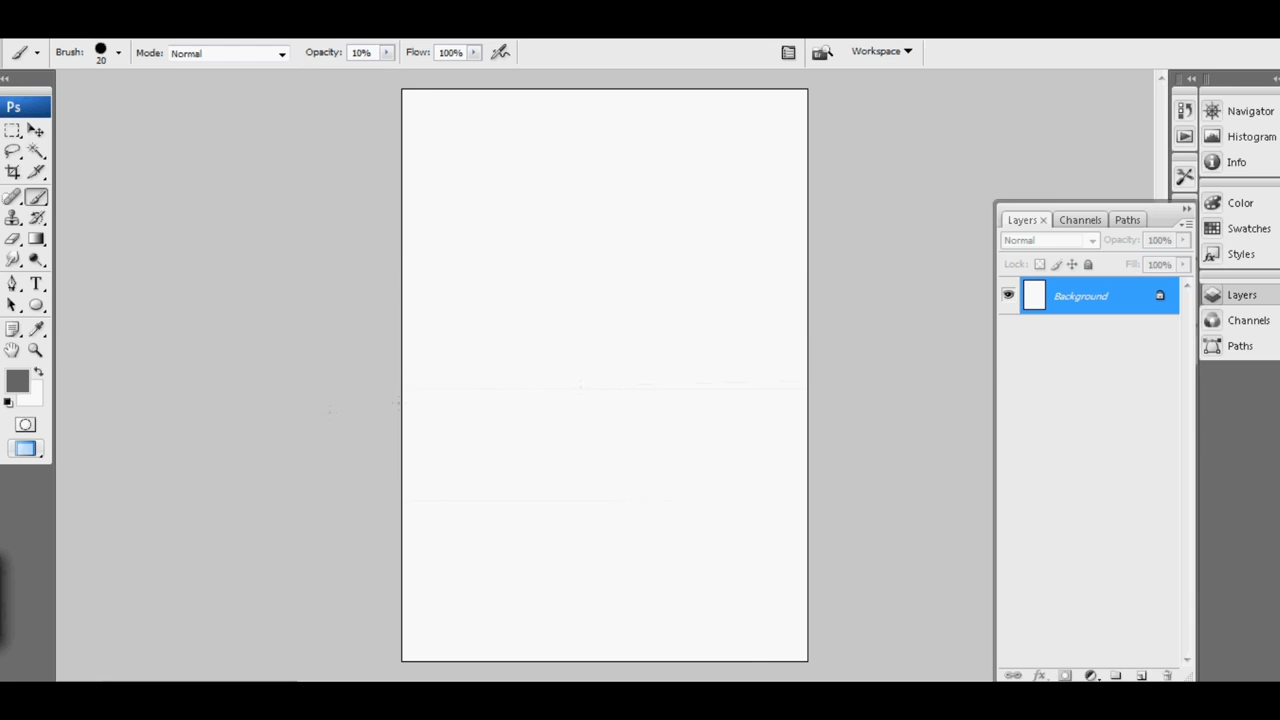 Brush: 20 Mode: Normal Opacity: 10% Flow: 100% Workspace
Ps
Navigator
Histogram
Info
Color
Swatches
Styles
Layers
Channels
Paths
Layers x Channels Paths
Normal Opacity: 100%
Lock: Fill: 100%
Background
T